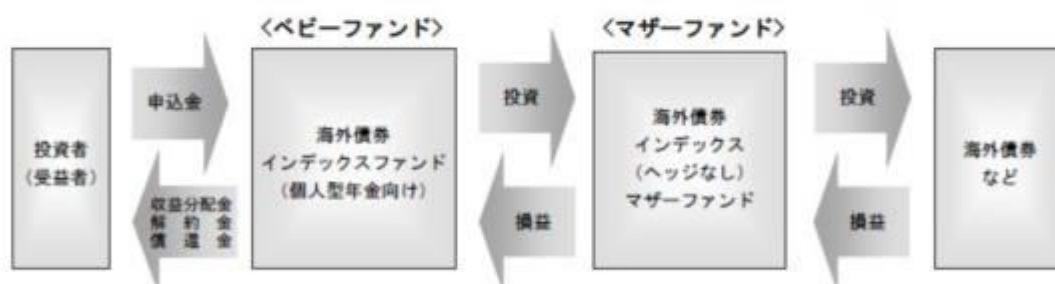 〈ベビーファンド〉
〈マザーファンド〉
投資者
（受益者）
申込金
収益分配金
解約金
償還金
海外債券
インデックスファンド
（個人型年金向け）
投資
損益
海外債券
インデックス
（ヘッジなし）
マザーファンド
投資
損益
海外債券
など